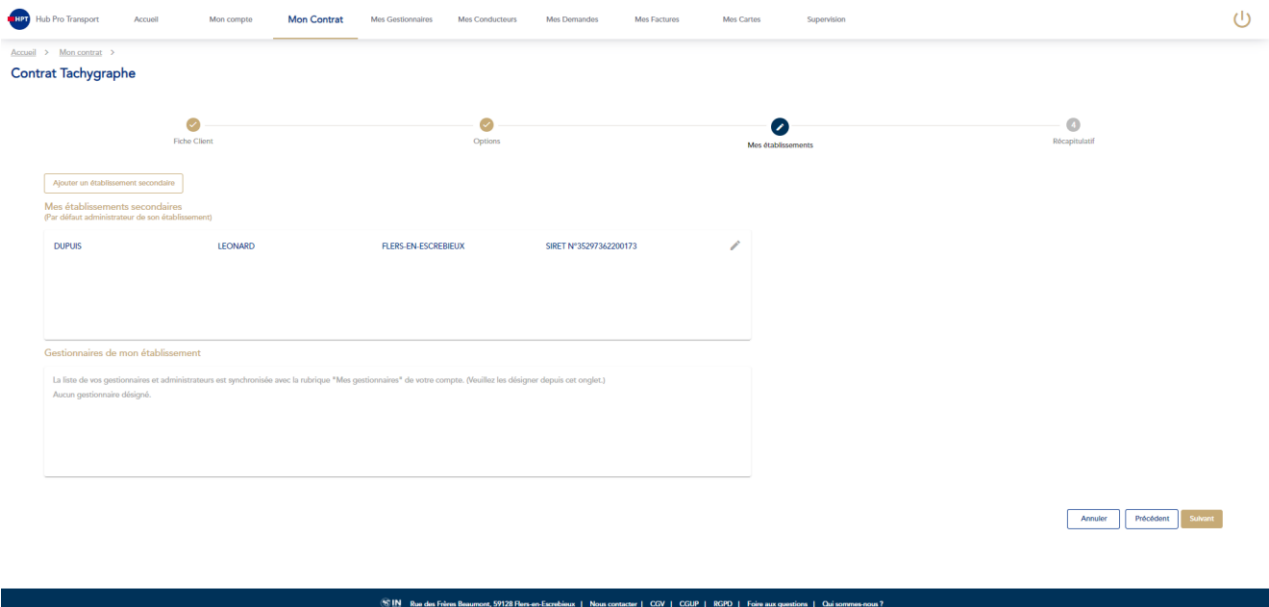 HPT Hub Pro Transport Accueil Mon compte Mon Contrat Mes Gestionnaires Mes Conducteurs Mes Demandes Mes Factures Mes Cartes Supervision
Accueil > Mon contrat >
Contrat Tachygraphe
4
Fiche Client Options Mes établissements Récapitulatif
Ajouter un établissement secondaire
Mes établissements secondaires
(Par défaut administrateur de son établissement)
DUPUIS LEONARD FLERS-EN-ESCREBIEUX SIRET N°35297362200173
Gestionnaires de mon établissement
La liste de vos gestionnaires et administrateurs est synchronisée avec la rubrique "Mes gestionnaires" de votre compte. (Veuillez les désigner depuis cet onglet.)
Aucun gestionnaire désigné.
Annuler Précédent Suivant
IN Rue des Frères Beaumont, 59128 Flers-en-Escrebieux | Nous contacter | CGV | CGUP | RGPD | Foire aux questions | Qui sommes-nous ?